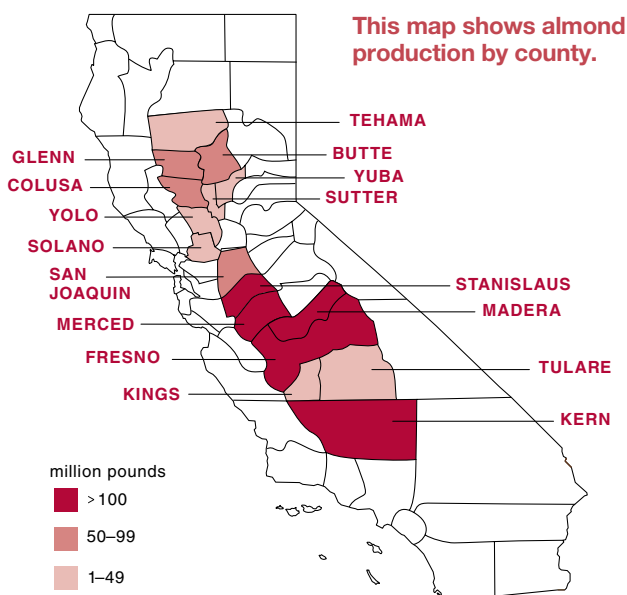 This map shows almond
production by county.
TEHAMA
GLENN
BUTTE
COLUSA
YUBA
SUTTER
YOLO
SOLANO
SAN
JOAQUIN
STANISLAUS
MADERA
MERCED
FRESNO
TULARE
KINGS
KERN
million pounds
>100
50–99
1–49